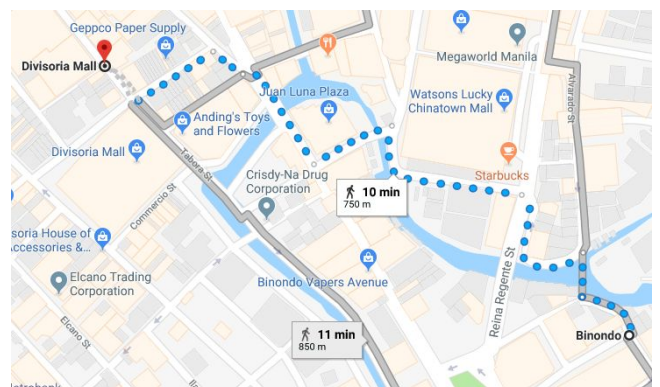 Geppco Paper Supply
Divisoria Mall
Megaworld Manila
Juan Luna Plaza
Watsons Lucky
Chinatown Mall
Alvarado St
Anding's Toys
and Flowers
Divisoria Mall
Tabora St
Starbucks
Crisdy-Na Drug
Corporation
10 min
750 m
Commercio St
soria House of
Accessories &...
Elcano Trading
Corporation
Binondo Vapers Avenue
Reina Regente St
11 min
850 m
Binondo
Elcano St